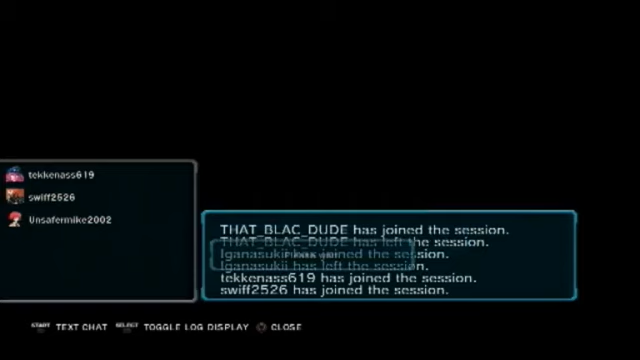 tekkenass619
swiff2526
Unsafermike2002
THAT_BLAC_DUDE has joined the session.
THAT_BLAC_DUDE has left the session.
Iganasukii has joined the session.
Iganasukii has left the session.
tekkenass619 has joined the session.
swiff2526 has joined the session.
START TEXT CHAT SELECT TOGGLE LOG DISPLAY CLOSE